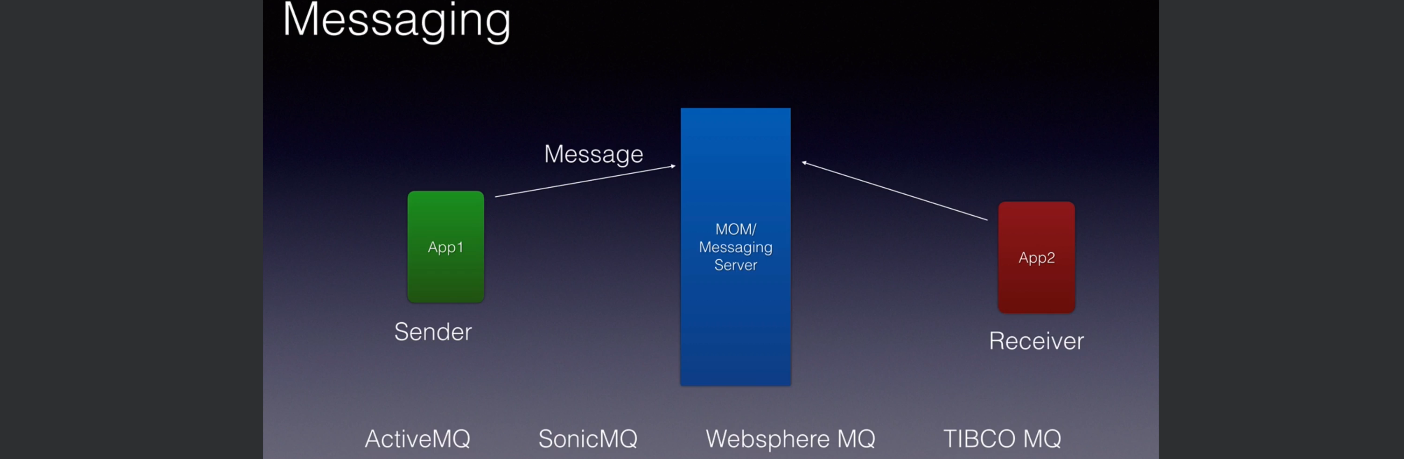 Messaging
Message
App1
MOM/
Messaging
Server
App2
Sender
Receiver
ActiveMQ
SonicMQ
Websphere MQ
TIBCO MQ